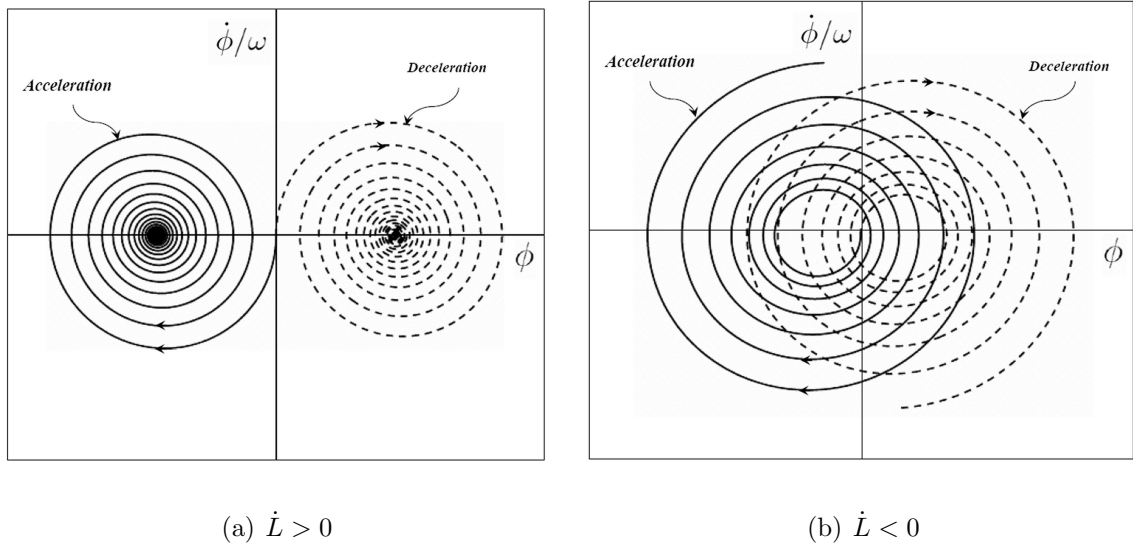 φ̇/ω
Acceleration
Deceleration
φ
φ̇/ω
Acceleration
Deceleration
φ
(a) L̇ > 0
(b) L̇ < 0